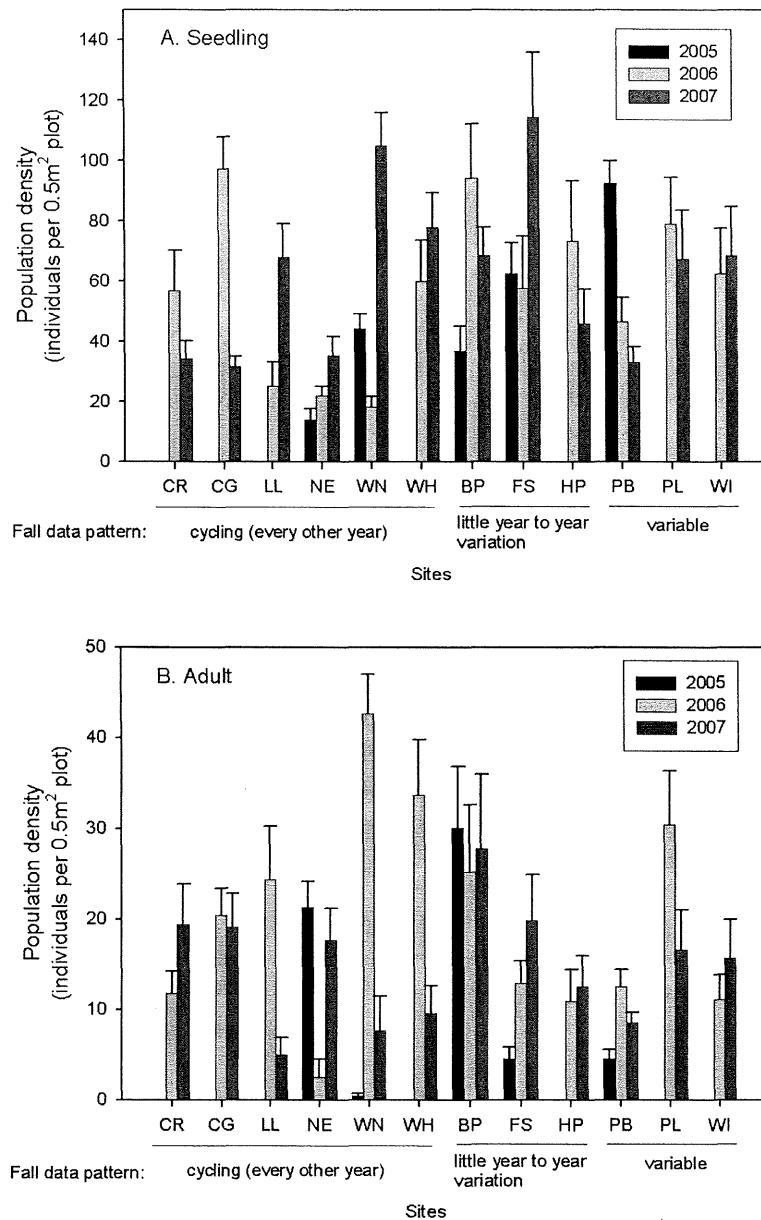 A. Seedling
2005
2006
2007
Population density
(individuals per 0.5m² plot)
140
120
100
80
60
40
20
0
CR CG LL NE WN WH BP FS HP PB PL WI
Fall data pattern: cycling (every other year) little year to year variation variable
Sites
B. Adult
2005
2006
2007
Population density
(individuals per 0.5m² plot)
50
40
30
20
10
0
CR CG LL NE WN WH BP FS HP PB PL WI
Fall data pattern: cycling (every other year) little year to year variation variable
Sites